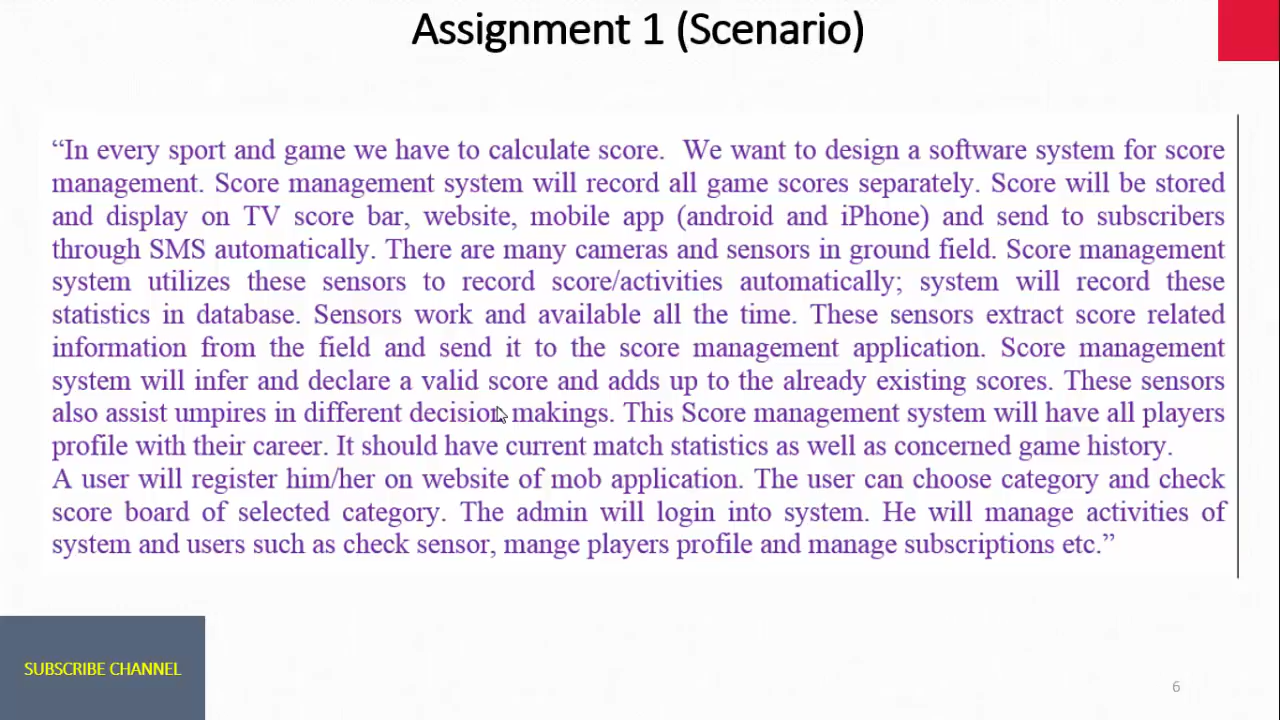 Assignment 1 (Scenario)
“In every sport and game we have to calculate score.  We want to design a software system for score
management. Score management system will record all game scores separately. Score will be stored
and display on TV score bar, website, mobile app (android and iPhone) and send to subscribers
through SMS automatically. There are many cameras and sensors in ground field. Score management
system utilizes these sensors to record score/activities automatically; system will record these
statistics in database. Sensors work and available all the time. These sensors extract score related
information from the field and send it to the score management application. Score management
system will infer and declare a valid score and adds up to the already existing scores. These sensors
also assist umpires in different decision makings. This Score management system will have all players
profile with their career. It should have current match statistics as well as concerned game history.
A user will register him/her on website of mob application. The user can choose category and check
score board of selected category. The admin will login into system. He will manage activities of
system and users such as check sensor, mange players profile and manage subscriptions etc.”
SUBSCRIBE CHANNEL
6